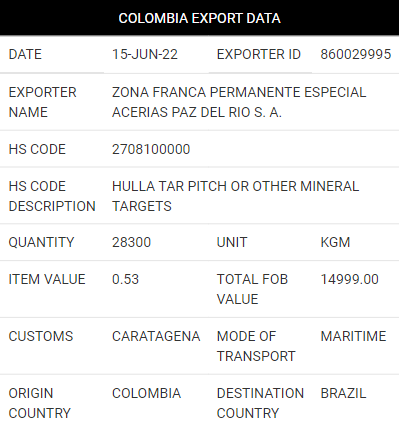 COLOMBIA EXPORT DATA
DATE 15-JUN-22 EXPORTER ID 860029995
EXPORTER ZONA FRANCA PERMANENTE ESPECIAL
NAME ACERIAS PAZ DEL RIO S. A.
HS CODE 2708100000
HS CODE HULLA TAR PITCH OR OTHER MINERAL
DESCRIPTION TARGETS
QUANTITY 28300 UNIT KGM
ITEM VALUE 0.53 TOTAL FOB 14999.00
VALUE
CUSTOMS CARATAGENA MODE OF MARITIME
TRANSPORT
ORIGIN COLOMBIA DESTINATION BRAZIL
COUNTRY COUNTRY